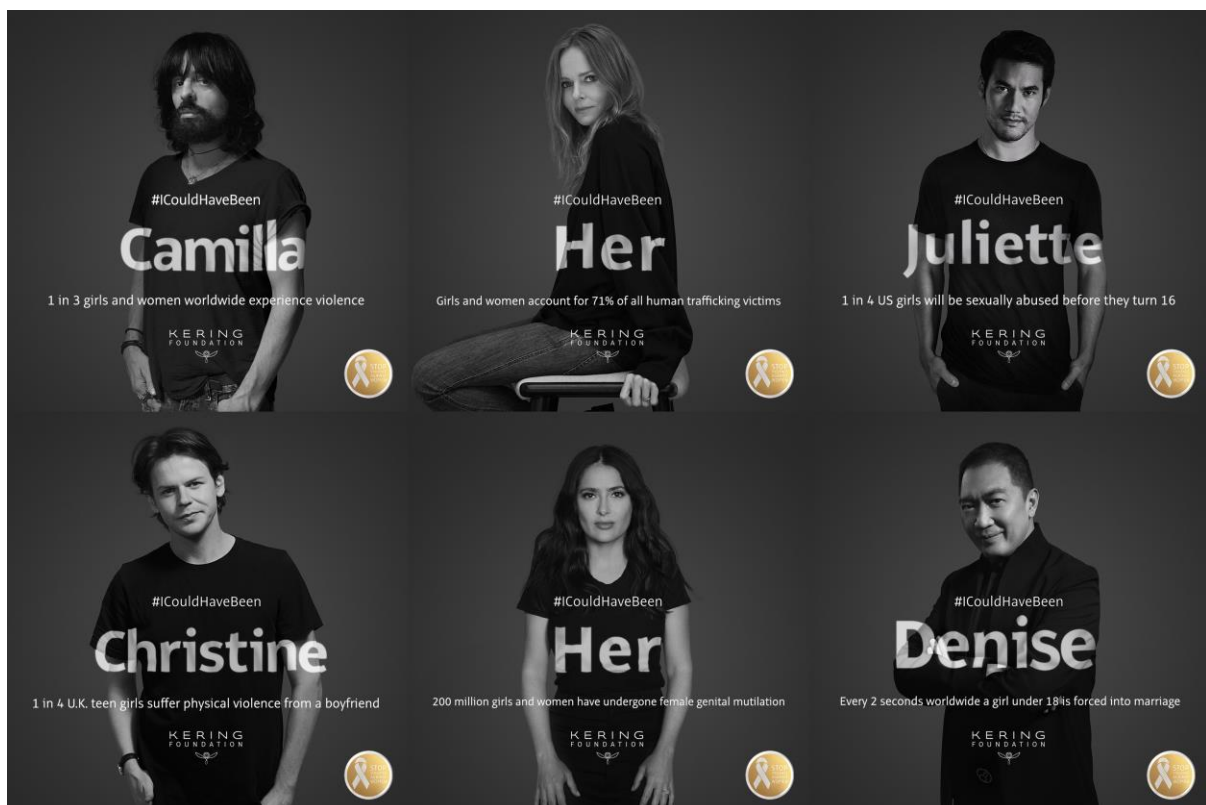 #ICouldHaveBeen
Camilla
1 in 3 girls and women worldwide experience violence
KERING
FOUNDATION
#ICouldHaveBeen
Her
Girls and women account for 71% of all human trafficking victims
KERING
FOUNDATION
#ICouldHaveBeen
Juliette
1 in 4 US girls will be sexually abused before they turn 16
KERING
FOUNDATION
#ICouldHaveBeen
Christine
1 in 4 U.K. teen girls suffer physical violence from a boyfriend
KERING
FOUNDATION
#ICouldHaveBeen
Her
200 million girls and women have undergone female genital mutilation
KERING
FOUNDATION
#ICouldHaveBeen
Denise
Every 2 seconds worldwide a girl under 18 is forced into marriage
KERING
FOUNDATION